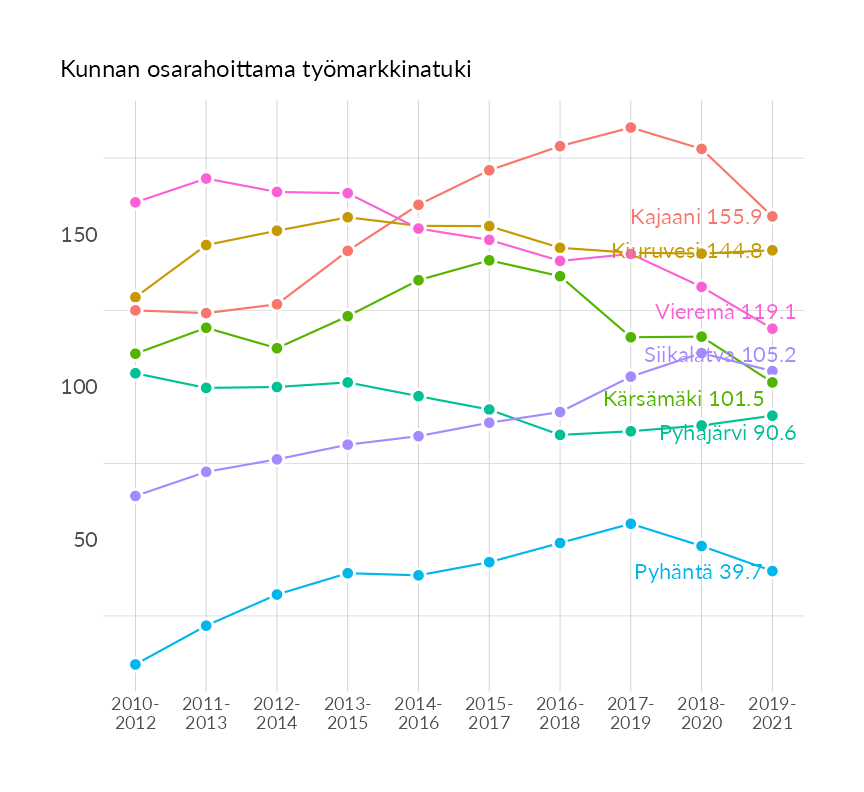 Kunnan osarahoittama työmarkkinatuki
Kajaani 155.9
150
Kiuruvesi 144.8
Vieremä 119.1
Siikalatva 105.2
100
Kärsämäki 101.5
Pyhäjärvi 90.6
50
Pyhäntä 39.7
2010-
2012
2011-
2013
2012-
2014
2013-
2015
2014-
2016
2015-
2017
2016-
2018
2017-
2019
2018-
2020
2019-
2021